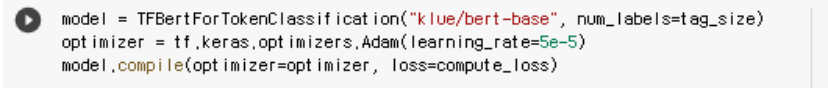 model = TFBertForTokenClassification("klue/bert-base", num_labels=tag_size)
optimizer = tf.keras.optimizers.Adam(learning_rate=5e-5)
model.compile(optimizer=optimizer, loss=compute_loss)